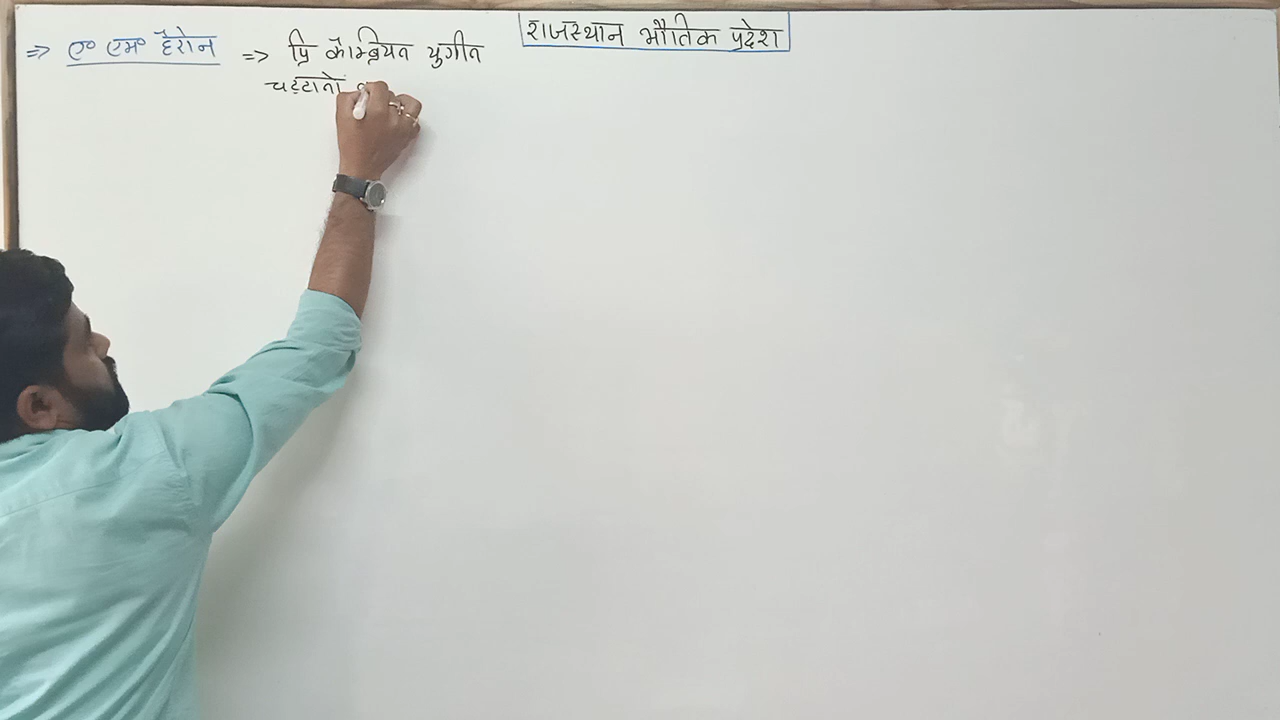 राजस्थान भौतिक प्रदेश
⇒ ए० एम० हैरोन => प्रि कैम्ब्रियन युगीन
चट्टानों